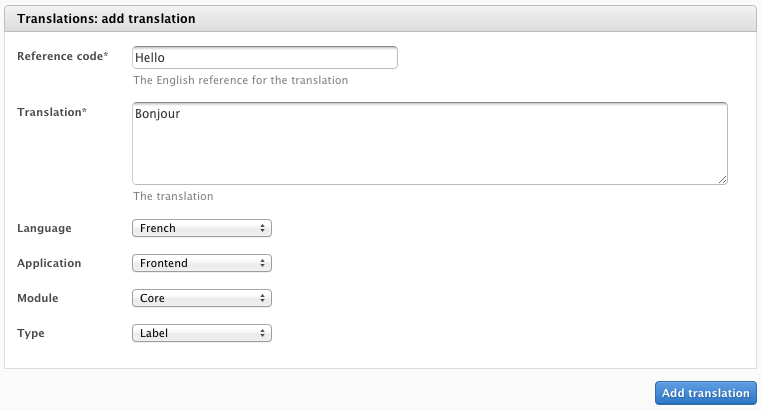 Translations: add translation
Reference code* Hello
The English reference for the translation
Translation* Bonjour
The translation
Language French
Application Frontend
Module Core
Type Label
Add translation